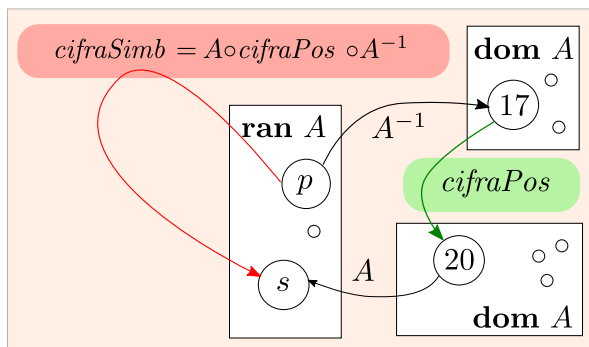 cifraSimb = A∘cifraPos ∘A⁻¹
dom A
17
A⁻¹
ran A
p
cifraPos
20
A
s
dom A